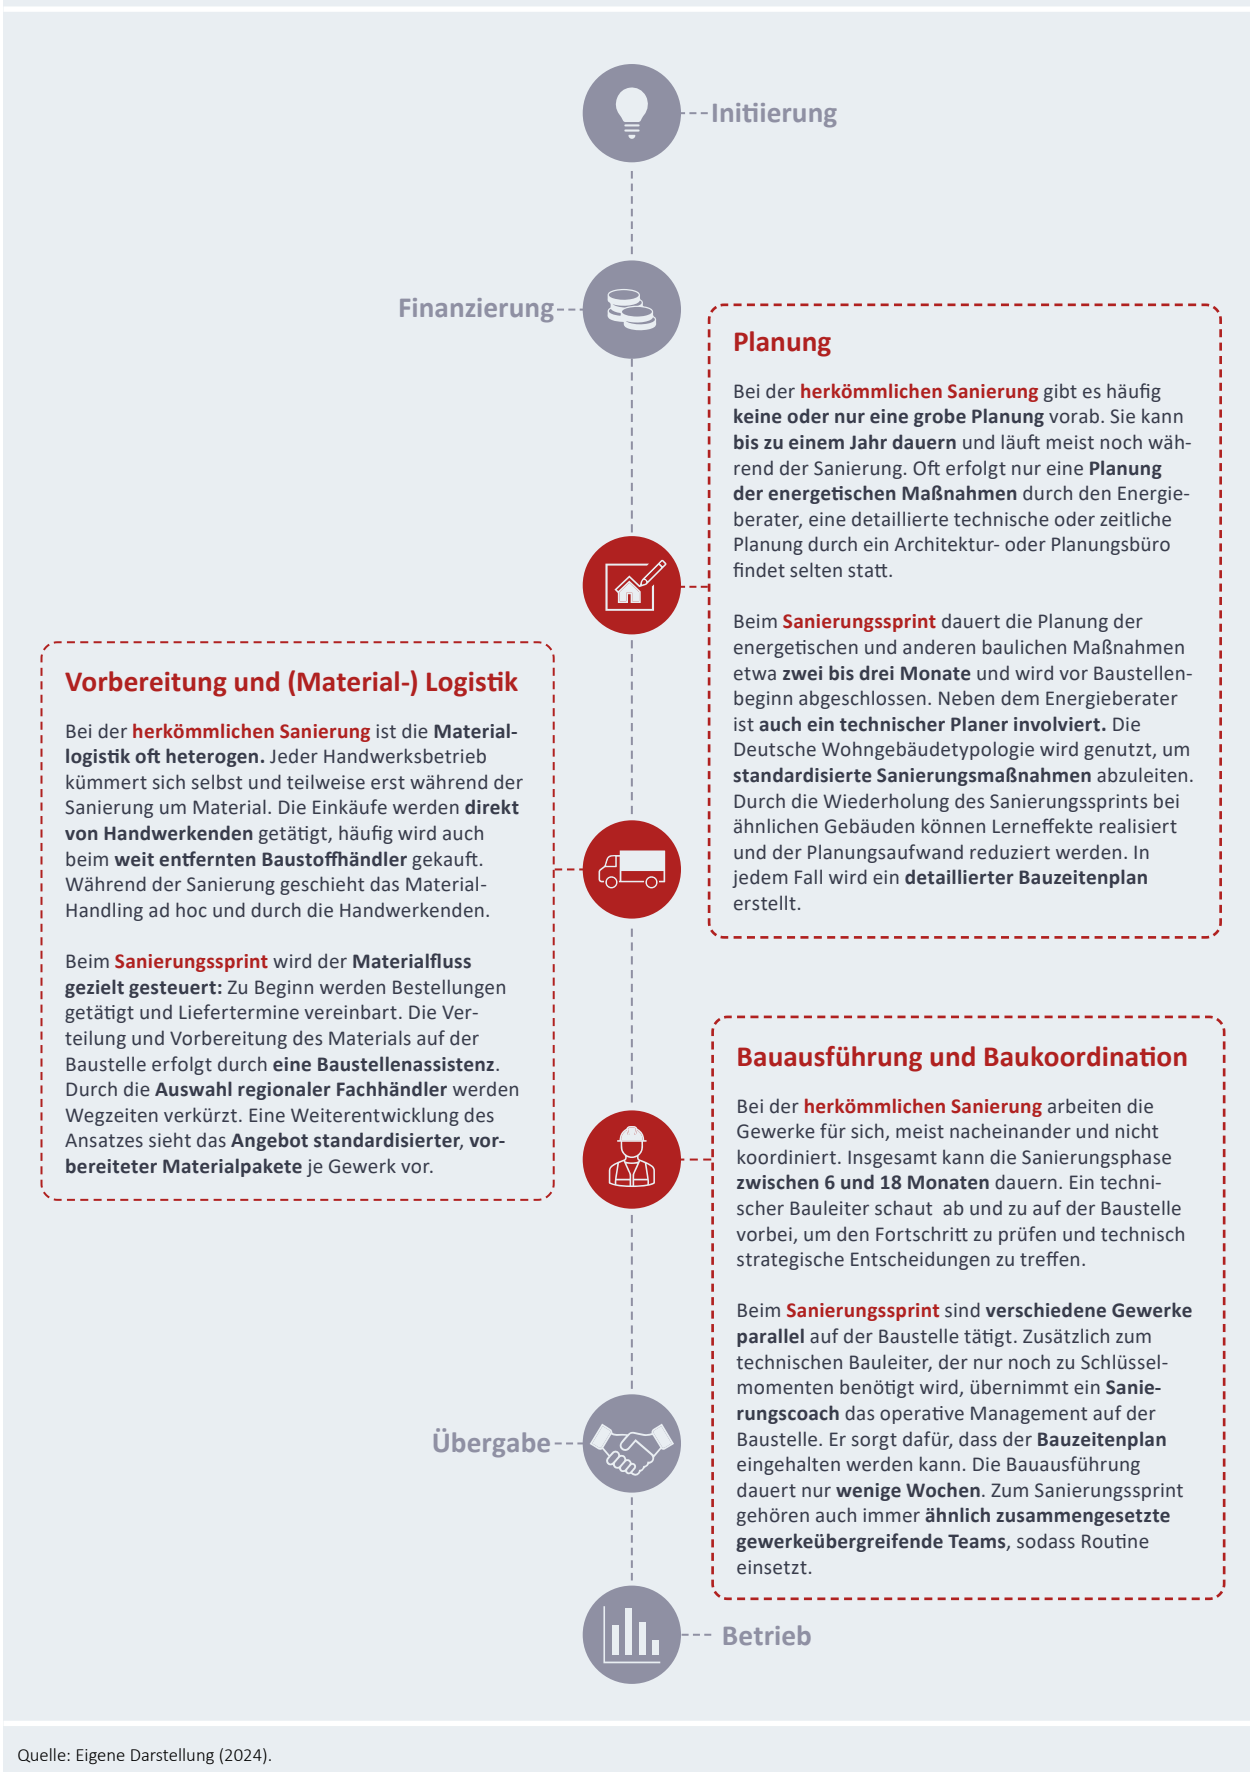 Initiierung
Finanzierung
Planung
Bei der herkömmlichen Sanierung gibt es häufig
keine oder nur eine grobe Planung vorab. Sie kann
bis zu einem Jahr dauern und läuft meist noch wäh-
rend der Sanierung. Oft erfolgt nur eine Planung
der energetischen Maßnahmen durch den Energie-
berater, eine detaillierte technische oder zeitliche
Planung durch ein Architektur- oder Planungsbüro
findet selten statt.
Beim Sanierungssprint dauert die Planung der
energetischen und anderen baulichen Maßnahmen
etwa zwei bis drei Monate und wird vor Baustellen-
beginn abgeschlossen. Neben dem Energieberater
ist auch ein technischer Planer involviert. Die
Deutsche Wohngebäudetypologie wird genutzt, um
standardisierte Sanierungsmaßnahmen abzuleiten.
Durch die Wiederholung des Sanierungssprints bei
ähnlichen Gebäuden können Lerneffekte realisiert
und der Planungsaufwand reduziert werden. In
jedem Fall wird ein detaillierter Bauzeitenplan
erstellt.
Vorbereitung und (Material-) Logistik
Bei der herkömmlichen Sanierung ist die Material-
logistik oft heterogen. Jeder Handwerksbetrieb
kümmert sich selbst und teilweise erst während der
Sanierung um Material. Die Einkäufe werden direkt
von Handwerkenden getätigt, häufig wird auch
beim weit entfernten Baustoffhändler gekauft.
Während der Sanierung geschieht das Material-
Handling ad hoc und durch die Handwerkenden.
Beim Sanierungssprint wird der Materialfluss
gezielt gesteuert: Zu Beginn werden Bestellungen
getätigt und Liefertermine vereinbart. Die Ver-
teilung und Vorbereitung des Materials auf der
Baustelle erfolgt durch eine Baustellenassistenz.
Durch die Auswahl regionaler Fachhändler werden
Wegzeiten verkürzt. Eine Weiterentwicklung des
Ansatzes sieht das Angebot standardisierter, vor-
bereiteter Materialpakete je Gewerk vor.
Bauausführung und Baukoordination
Bei der herkömmlichen Sanierung arbeiten die
Gewerke für sich, meist nacheinander und nicht
koordiniert. Insgesamt kann die Sanierungsphase
zwischen 6 und 18 Monaten dauern. Ein techni-
scher Bauleiter schaut ab und zu auf der Baustelle
vorbei, um den Fortschritt zu prüfen und technisch
strategische Entscheidungen zu treffen.
Beim Sanierungssprint sind verschiedene Gewerke
parallel auf der Baustelle tätigt. Zusätzlich zum
technischen Bauleiter, der nur noch zu Schlüssel-
momenten benötigt wird, übernimmt ein Sanie-
rungscoach das operative Management auf der
Baustelle. Er sorgt dafür, dass der Bauzeitenplan
eingehalten werden kann. Die Bauausführung
dauert nur wenige Wochen. Zum Sanierungssprint
gehören auch immer ähnlich zusammengesetzte
gewerkeübergreifende Teams, sodass Routine
einsetzt.
Übergabe
Betrieb
Quelle: Eigene Darstellung (2024).